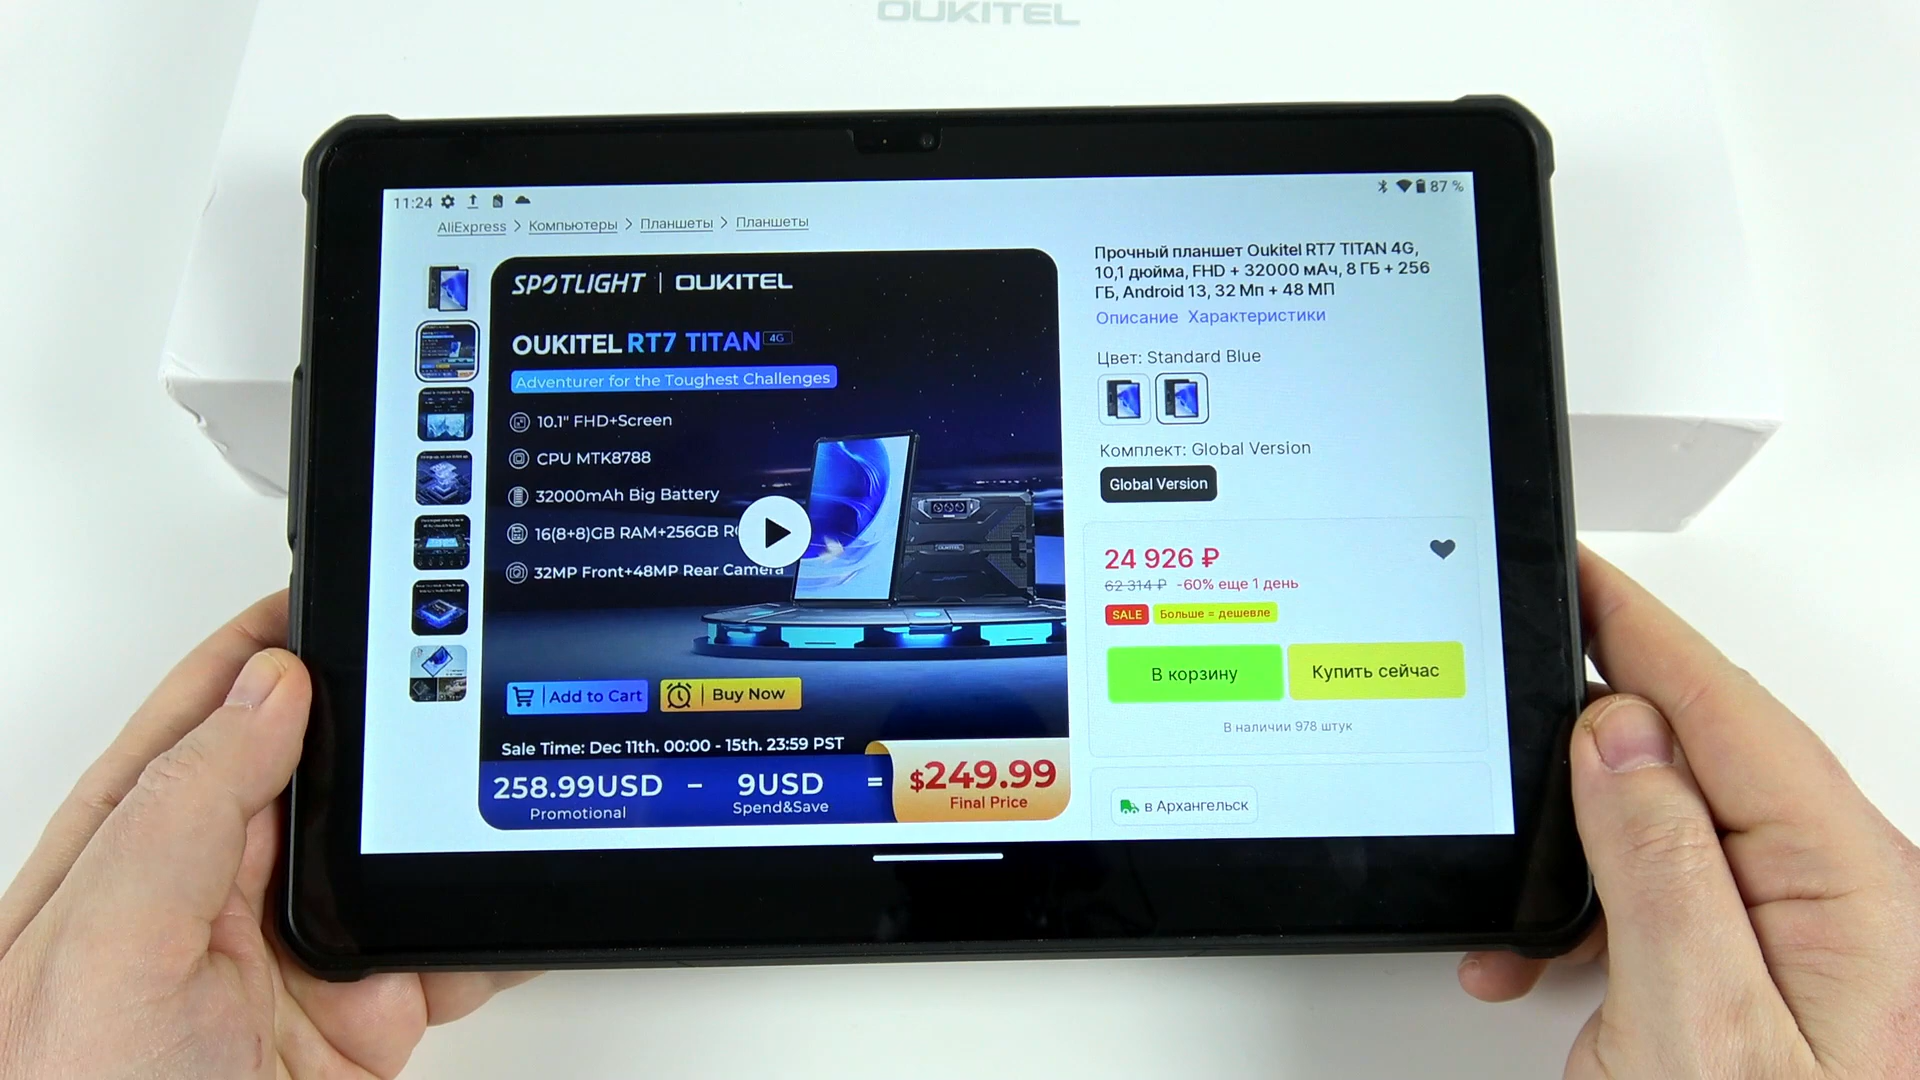 OUKITEL
11:24
87 %
AliExpress > Компьютеры > Планшеты > Планшеты
SPOTLIGHT | OUKITEL
OUKITEL RT7 TITAN 4G
Adventurer for the Toughest Challenges
10.1" FHD+Screen
CPU MTK8788
32000mAh Big Battery
16(8+8)GB RAM+256GB R
32MP Front+48MP Rear Camera
Add to Cart
Buy Now
Sale Time: Dec 11th. 00:00 - 15th. 23:59 PST
258.99USD - 9USD = $249.99
Promotional Spend&Save Final Price
Прочный планшет Oukitel RT7 TITAN 4G,
10,1 дюйма, FHD + 32000 мАч, 8 ГБ + 256
ГБ, Android 13, 32 Мп + 48 МП
Описание Характеристики
Цвет: Standard Blue
Комплект: Global Version
Global Version
24 926 ₽
62 314 ₽ -60% еще 1 день
SALE Больше = дешевле
В корзину Купить сейчас
В наличии 978 штук
в Архангельск